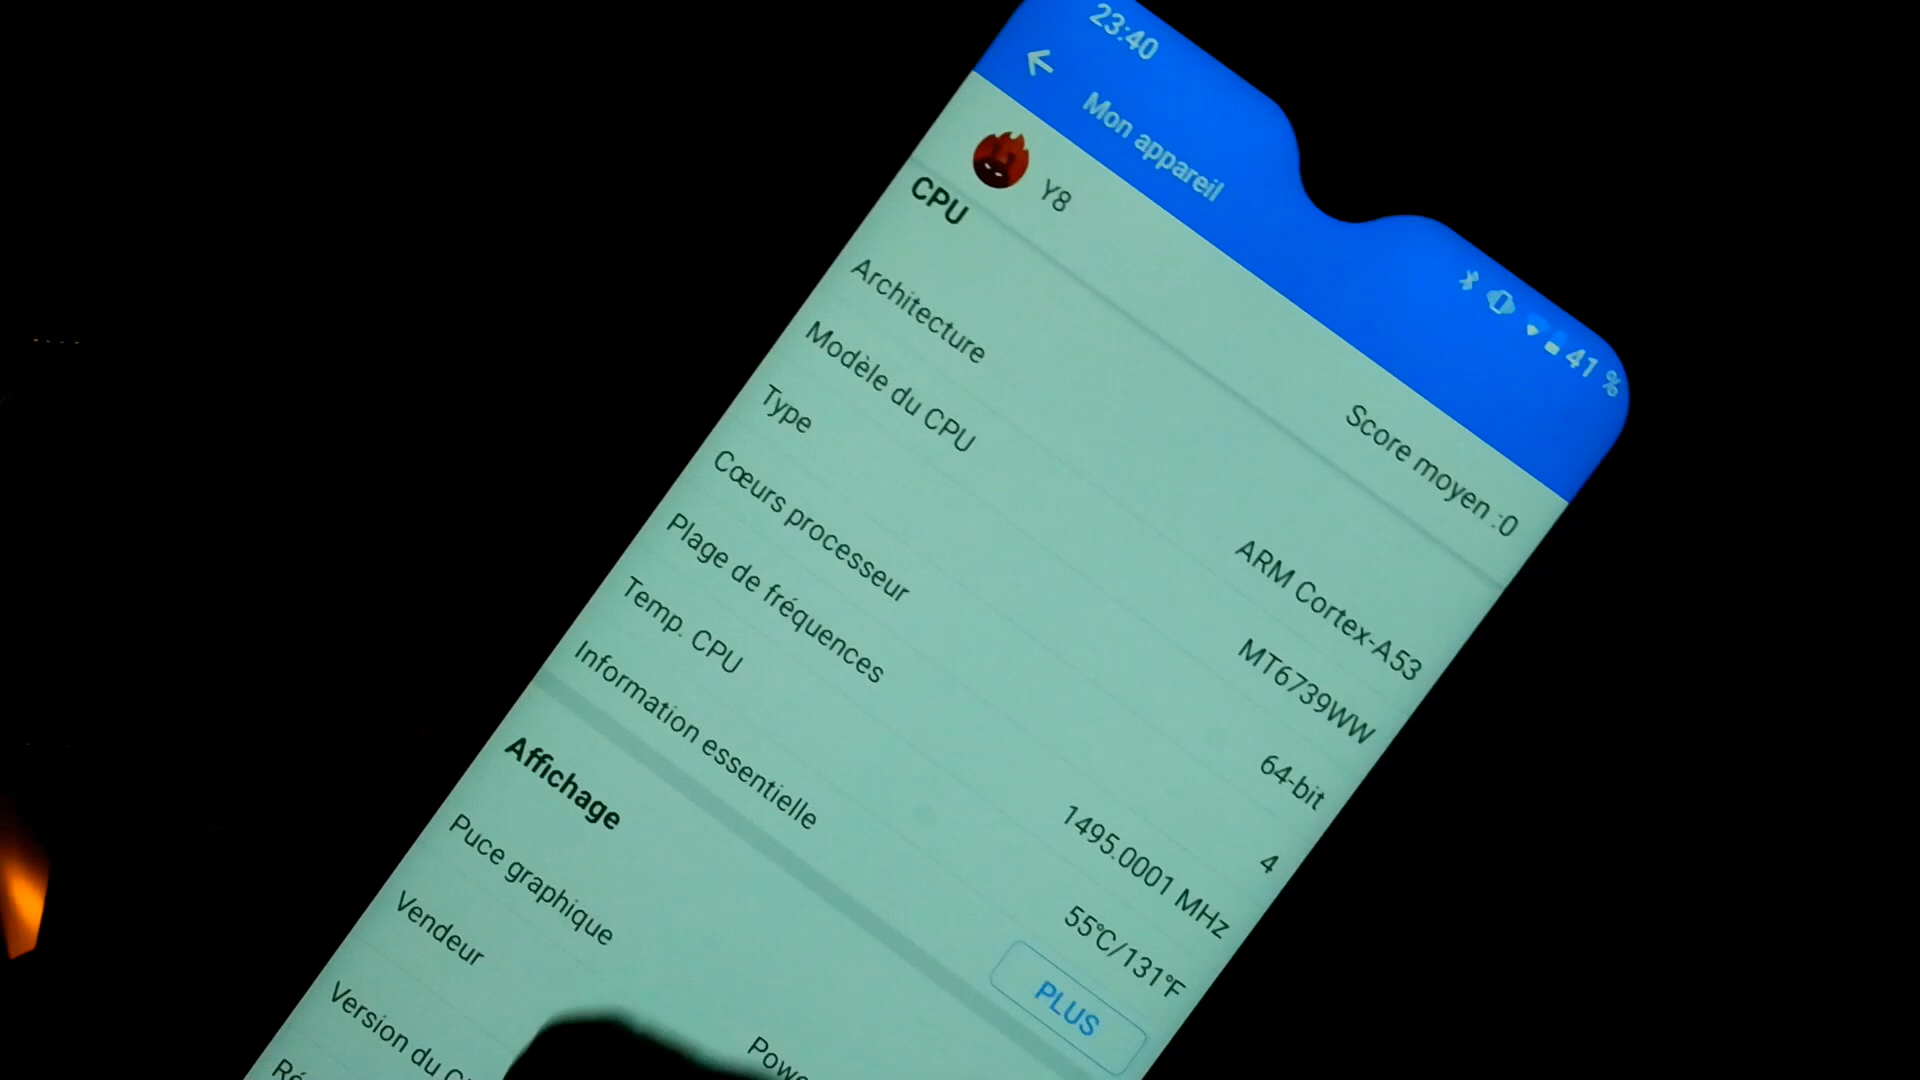 23:40
41 %
Mon appareil
Y8
Score moyen :0
CPU
Architecture ARM Cortex-A53
Modèle du CPU MT6739WW
Type 64-bit
Cœurs processeur 4
Plage de fréquences 1495.0001 MHz
Temp. CPU 55℃/131℉
Information essentielle PLUS
Affichage
Puce graphique
Vendeur
Version du